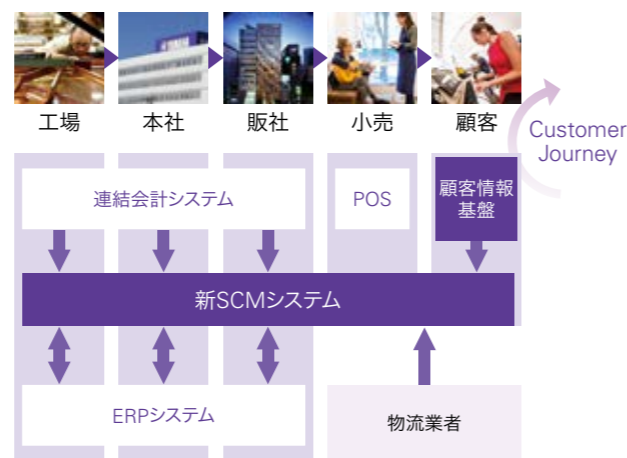 工場
本社
販社
小売
顧客
Customer
Journey
連結会計システム
POS
顧客情報
基盤
新SCMシステム
ERPシステム
物流業者